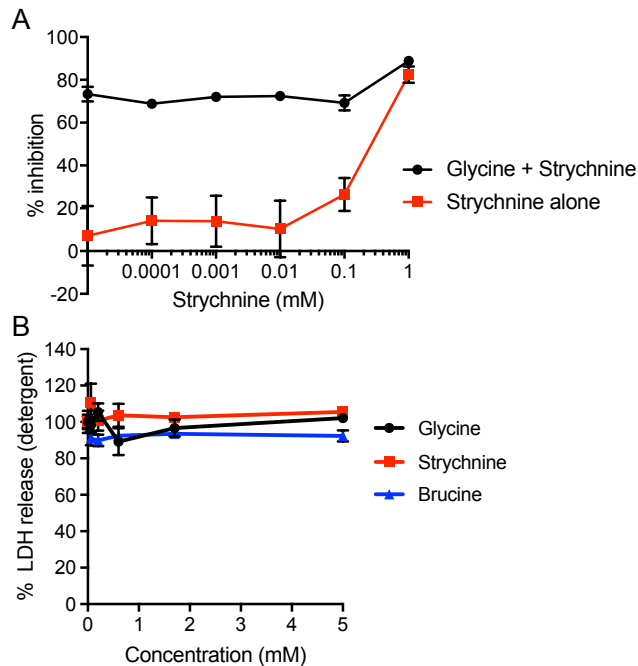 A
100
80
60
40
20
0
-20
% inhibition
0.0001 0.001 0.01 0.1 1
Strychnine (mM)
Glycine + Strychnine
Strychnine alone
B
140
120
100
80
60
40
20
0
% LDH release (detergent)
0 1 2 3 4 5
Concentration (mM)
Glycine
Strychnine
Brucine